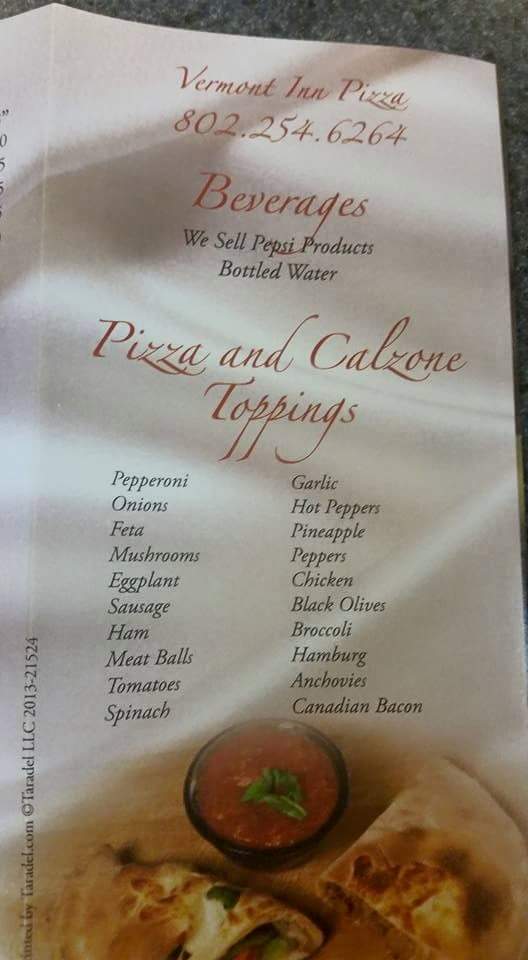 Vermont Inn Pizza
802.254.6264
Beverages
We Sell Pepsi Products
Bottled Water
Pizza and Calzone
Toppings
Pepperoni
Onions
Feta
Mushrooms
Eggplant
Sausage
Ham
Meat Balls
Tomatoes
Spinach
Garlic
Hot Peppers
Pineapple
Peppers
Chicken
Black Olives
Broccoli
Hamburg
Anchovies
Canadian Bacon
by Taradel.com ©Taradel LLC 2013-21524